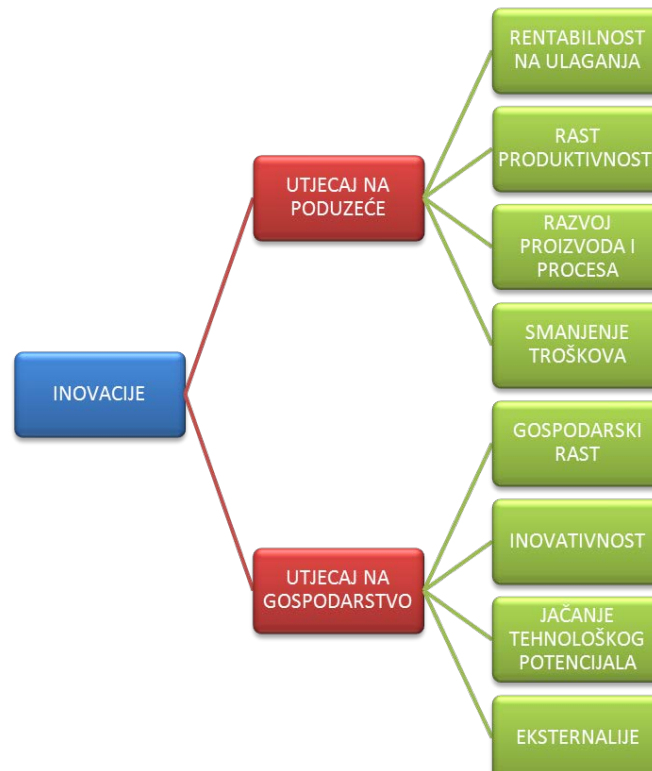 INOVACIJE
UTJECAJ NA
PODUZEĆE
RENTABILNOST
NA ULAGANJA
RAST
PRODUKTIVNOST
RAZVOJ
PROIZVODA I
PROCESA
SMANJENJE
TROŠKOVA
UTJECAJ NA
GOSPODARSTVO
GOSPODARSKI
RAST
INOVATIVNOST
JAČANJE
TEHNOLOŠKOG
POTENCIJALA
EKSTERNALIJE